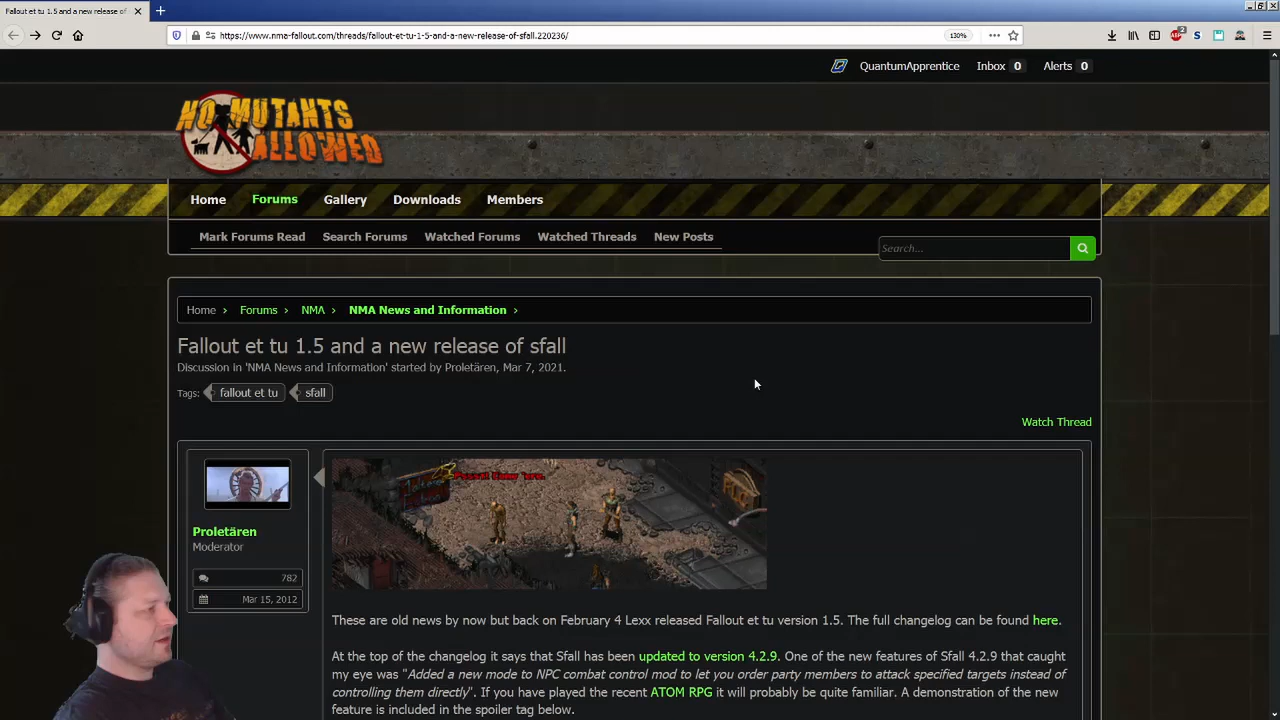 Fallout et tu 1.5 and a new release of
https://www.nma-fallout.com/threads/fallout-et-tu-1-5-and-a-new-release-of-sfall.220236/
130%
QuantumApprentice Inbox 0 Alerts 0
NO MUTANTS
ALLOWED
Home Forums Gallery Downloads Members
Mark Forums Read Search Forums Watched Forums Watched Threads New Posts
Search...
Home › Forums › NMA › NMA News and Information ›
Fallout et tu 1.5 and a new release of sfall
Discussion in 'NMA News and Information' started by Proletären, Mar 7, 2021.
Tags: fallout et tu sfall
Watch Thread
Proletären
Moderator
782
Mar 15, 2012
These are old news by now but back on February 4 Lexx released Fallout et tu version 1.5. The full changelog can be found here.
At the top of the changelog it says that Sfall has been updated to version 4.2.9. One of the new features of Sfall 4.2.9 that caught
my eye was "Added a new mode to NPC combat control mod to let you order party members to attack specified targets instead of
controlling them directly". If you have played the recent ATOM RPG it will probably be quite familiar. A demonstration of the new
feature is included in the spoiler tag below.